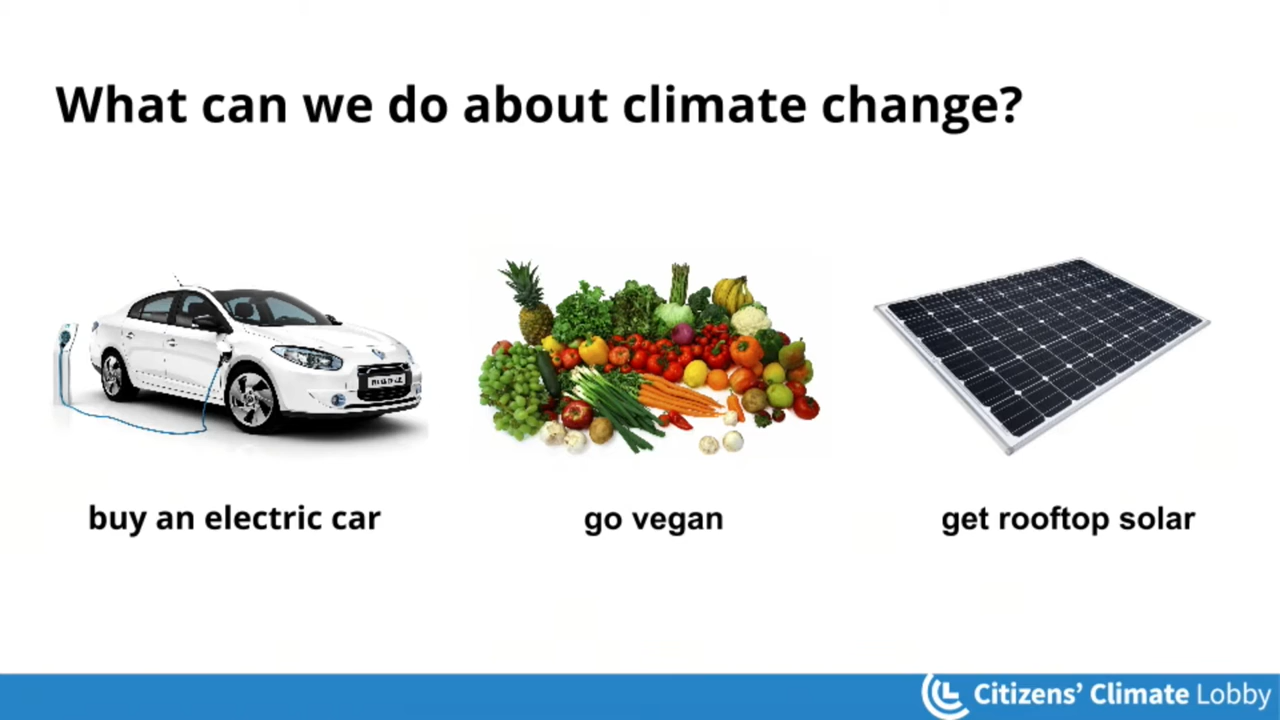 What can we do about climate change?
buy an electric car
go vegan
get rooftop solar
Citizens' Climate Lobby